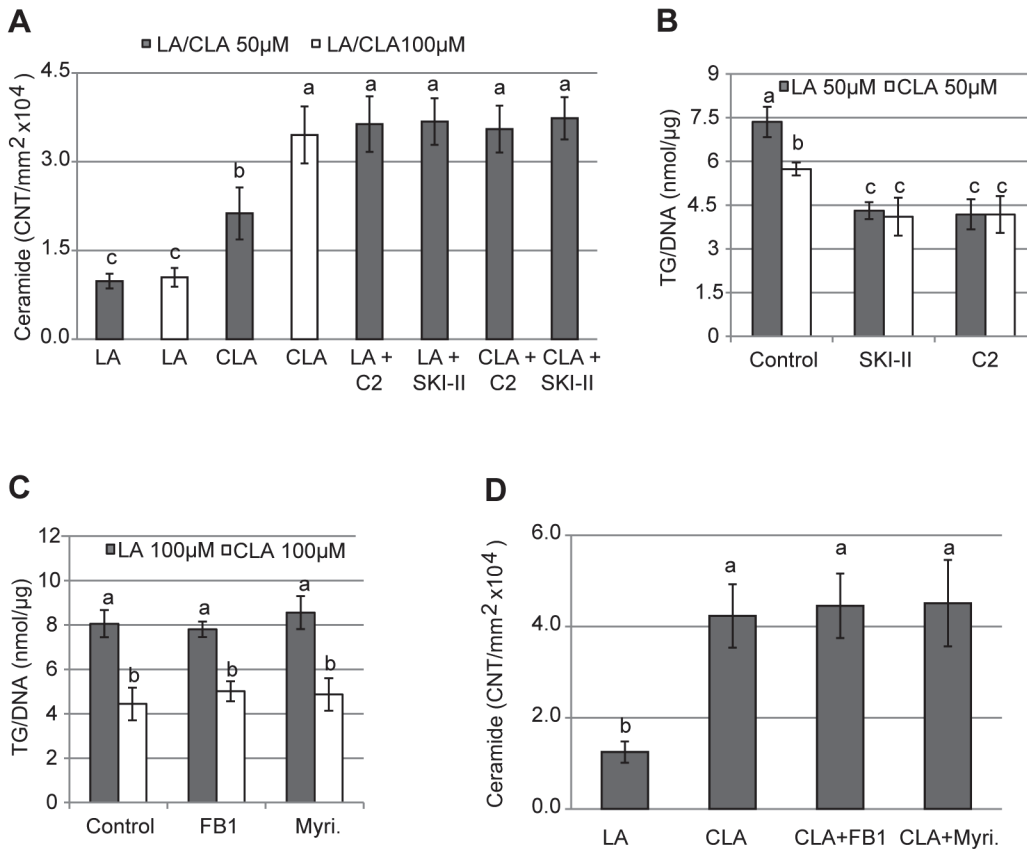 A
LA/CLA 50µM LA/CLA100µM
Ceramide (CNT/mm² x10⁴)
4.5
3.0
1.5
0.0
c c b a a a a a
LA LA CLA CLA LA + C2 LA + SKI-II CLA + C2 CLA + SKI-II
B
LA 50µM CLA 50µM
TG/DNA (nmol/µg)
9
7.5
6
4.5
3
1.5
0
a b c c c c
Control SKI-II C2
C
LA 100µM CLA 100µM
TG/DNA (nmol/µg)
12
10
8
6
4
2
0
a b a b a b
Control FB1 Myri.
D
Ceramide (CNT/mm² x10⁴)
6.0
4.0
2.0
0.0
b a a a
LA CLA CLA+FB1 CLA+Myri.